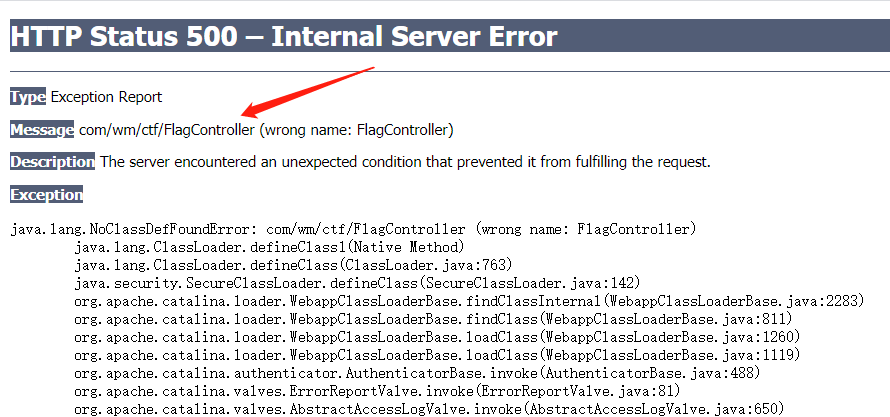 HTTP Status 500 – Internal Server Error
Type Exception Report
Message com/wm/ctf/FlagController (wrong name: FlagController)
Description The server encountered an unexpected condition that prevented it from fulfilling the request.
Exception
java.lang.NoClassDefFoundError: com/wm/ctf/FlagController (wrong name: FlagController)
java.lang.ClassLoader.defineClass1(Native Method)
java.lang.ClassLoader.defineClass(ClassLoader.java:763)
java.security.SecureClassLoader.defineClass(SecureClassLoader.java:142)
org.apache.catalina.loader.WebappClassLoaderBase.findClassInternal(WebappClassLoaderBase.java:2283)
org.apache.catalina.loader.WebappClassLoaderBase.findClass(WebappClassLoaderBase.java:811)
org.apache.catalina.loader.WebappClassLoaderBase.loadClass(WebappClassLoaderBase.java:1260)
org.apache.catalina.loader.WebappClassLoaderBase.loadClass(WebappClassLoaderBase.java:1119)
org.apache.catalina.authenticator.AuthenticatorBase.invoke(AuthenticatorBase.java:488)
org.apache.catalina.valves.ErrorReportValve.invoke(ErrorReportValve.java:81)
org.apache.catalina.valves.AbstractAccessLogValve.invoke(AbstractAccessLogValve.java:650)